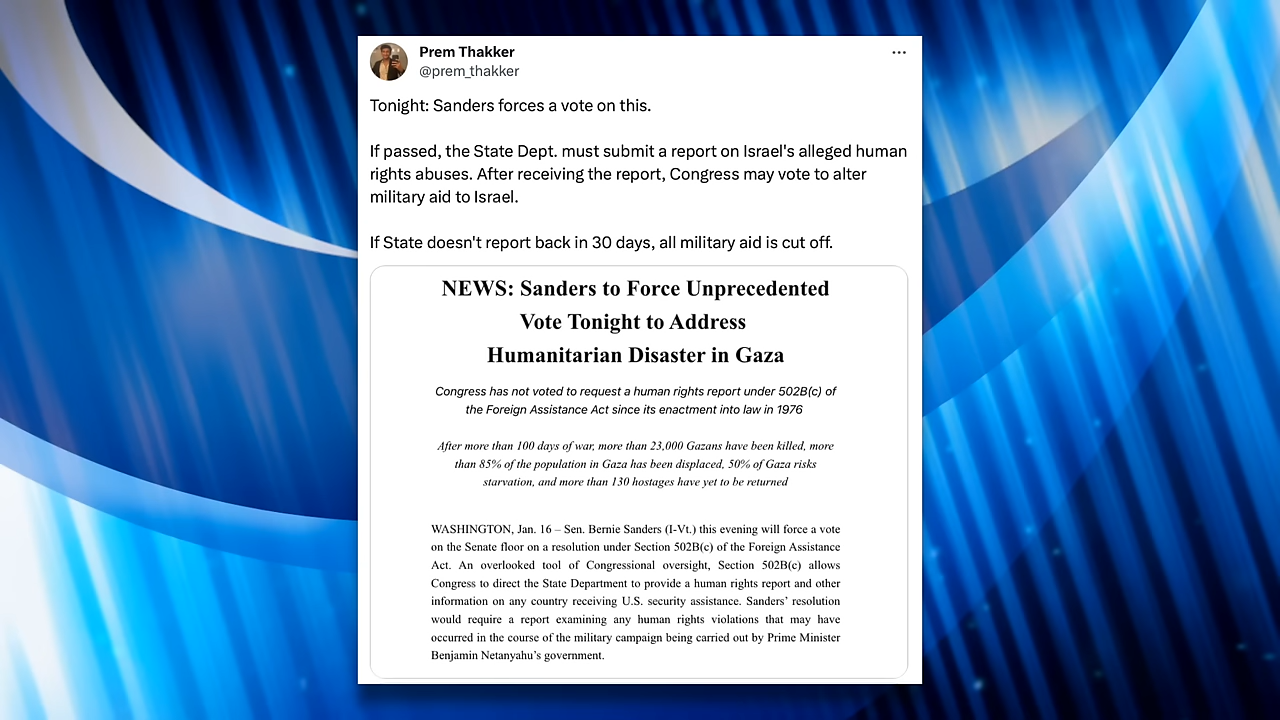 Prem Thakker
@prem_thakker
Tonight: Sanders forces a vote on this.
If passed, the State Dept. must submit a report on Israel's alleged human
rights abuses. After receiving the report, Congress may vote to alter
military aid to Israel.
If State doesn't report back in 30 days, all military aid is cut off.
NEWS: Sanders to Force Unprecedented
Vote Tonight to Address
Humanitarian Disaster in Gaza
Congress has not voted to request a human rights report under 502B(c) of
the Foreign Assistance Act since its enactment into law in 1976
After more than 100 days of war, more than 23,000 Gazans have been killed, more
than 85% of the population in Gaza has been displaced, 50% of Gaza risks
starvation, and more than 130 hostages have yet to be returned
WASHINGTON, Jan. 16 – Sen. Bernie Sanders (I-Vt.) this evening will force a vote
on the Senate floor on a resolution under Section 502B(c) of the Foreign Assistance
Act. An overlooked tool of Congressional oversight, Section 502B(c) allows
Congress to direct the State Department to provide a human rights report and other
information on any country receiving U.S. security assistance. Sanders’ resolution
would require a report examining any human rights violations that may have
occurred in the course of the military campaign being carried out by Prime Minister
Benjamin Netanyahu’s government.